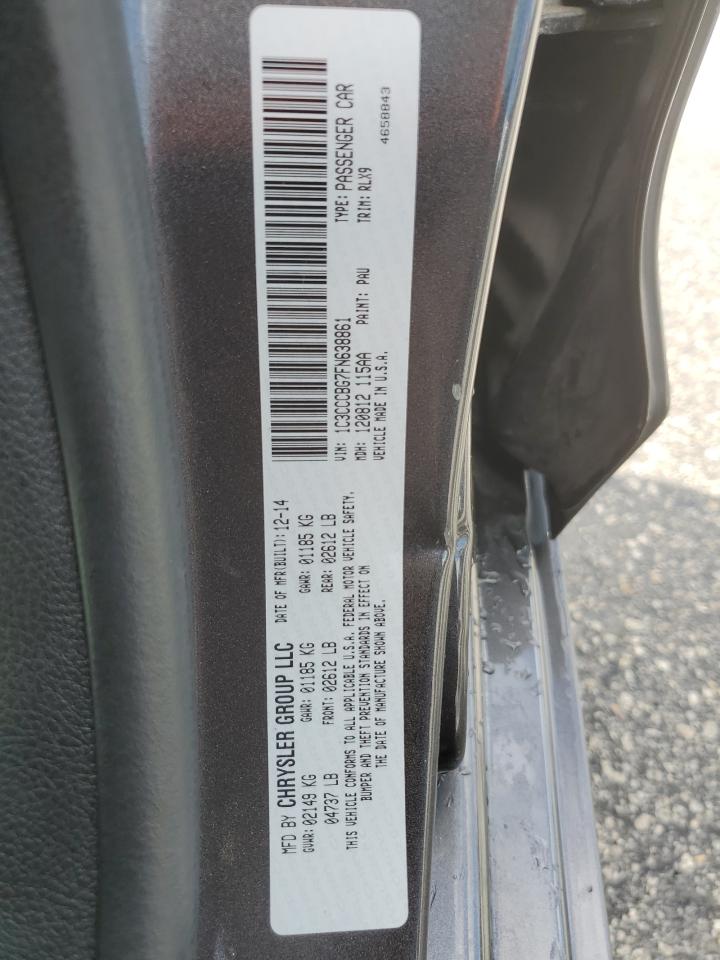 MFD BY CHRYSLER GROUP LLC DATE OF MFR(BUILT): 12-14
GVWR: 02149 KG GAWR: 01185 KG GAWR: 01185 KG
04737 LB FRONT: 02612 LB REAR: 02612 LB
THIS VEHICLE CONFORMS TO ALL APPLICABLE U.S.A. FEDERAL MOTOR VEHICLE SAFETY,
BUMPER AND THEFT PREVENTION STANDARDS IN EFFECT ON
THE DATE OF MANUFACTURE SHOWN ABOVE.
VIN: 1C3CCCBG7FN638861 TYPE: PASSENGER CAR
MDH: 120812 115AA PAINT: PAU TRIM: RLX9
VEHICLE MADE IN U.S.A. 4658843